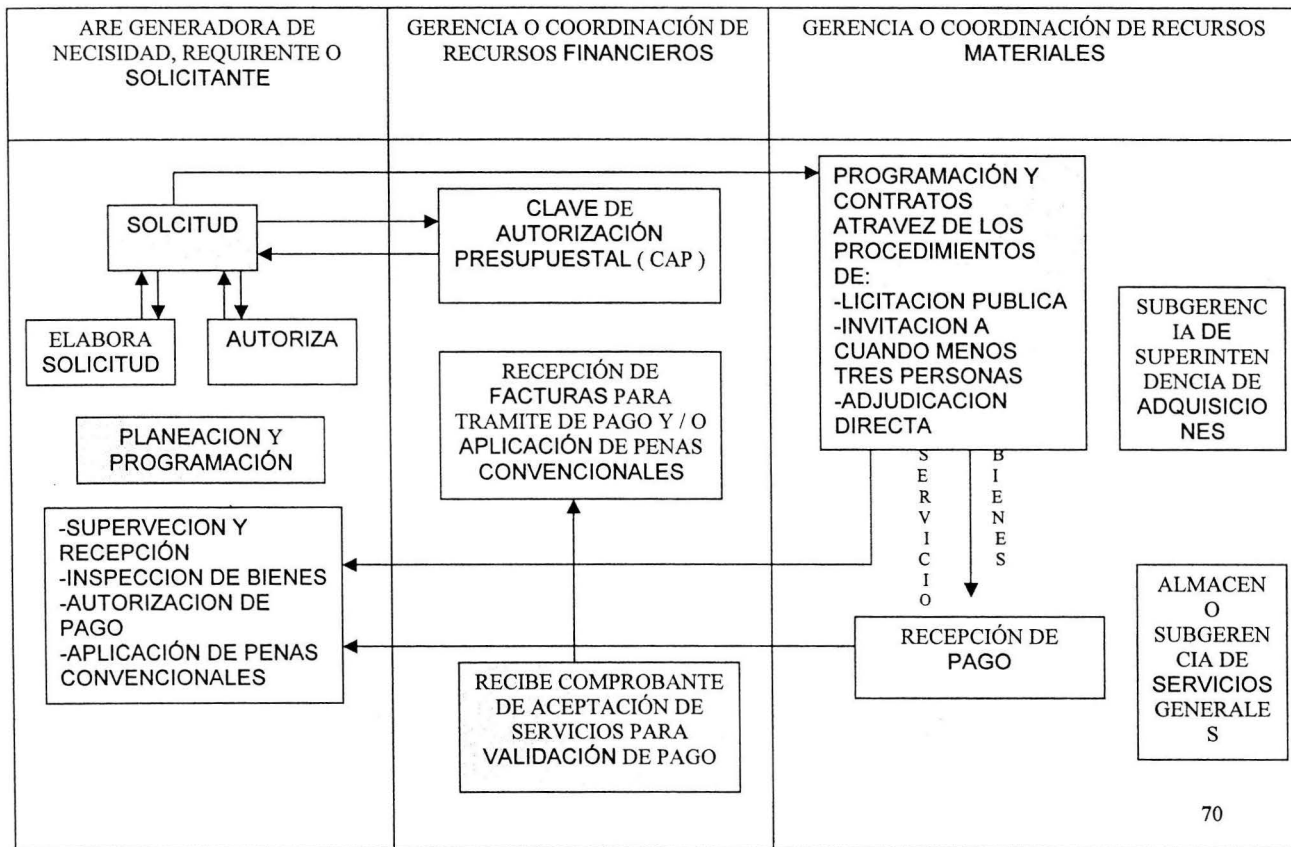 ARE GENERADORA DE
NECISIDAD, REQUIRENTE O
SOLICITANTE
GERENCIA O COORDINACIÓN DE
RECURSOS FINANCIEROS
GERENCIA O COORDINACIÓN DE RECURSOS
MATERIALES
SOLCITUD
ELABORA
SOLICITUD
AUTORIZA
PLANEACION Y
PROGRAMACIÓN
-SUPERVECION Y
RECEPCIÓN
-INSPECCION DE BIENES
-AUTORIZACION DE
PAGO
-APLICACIÓN DE PENAS
CONVENCIONALES
CLAVE DE
AUTORIZACIÓN
PRESUPUESTAL ( CAP )
RECEPCIÓN DE
FACTURAS PARA
TRAMITE DE PAGO Y / O
APLICACIÓN DE PENAS
CONVENCIONALES
RECIBE COMPROBANTE
DE ACEPTACIÓN DE
SERVICIOS PARA
VALIDACIÓN DE PAGO
PROGRAMACIÓN Y
CONTRATOS
ATRAVEZ DE LOS
PROCEDIMIENTOS
DE:
-LICITACION PUBLICA
-INVITACION A
CUANDO MENOS
TRES PERSONAS
-ADJUDICACION
DIRECTA
SERVICIO
BIENES
RECEPCIÓN DE
PAGO
SUBGERENC
IA DE
SUPERINTEN
DENCIA DE
ADQUISICIO
NES
ALMACEN
O
SUBGEREN
CIA DE
SERVICIOS
GENERALE
S
70